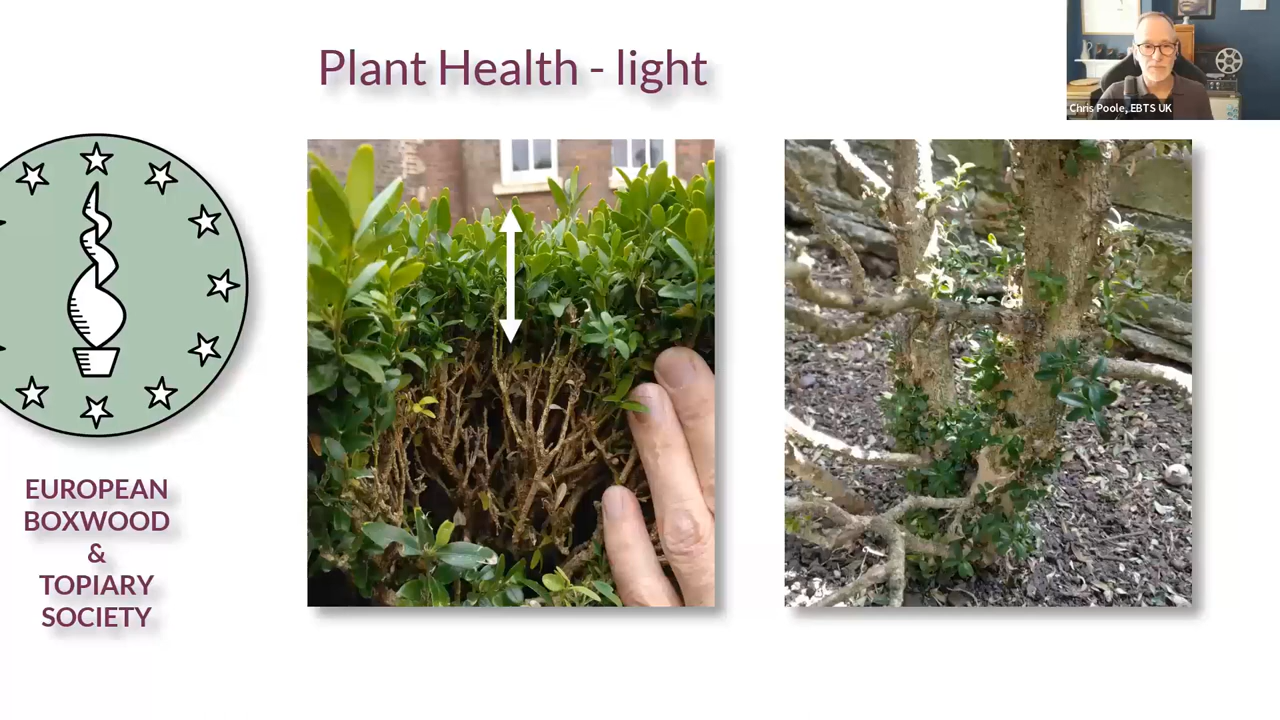 Plant Health - light
Chris Poole, EBTS UK
EUROPEAN
BOXWOOD
&
TOPIARY
SOCIETY